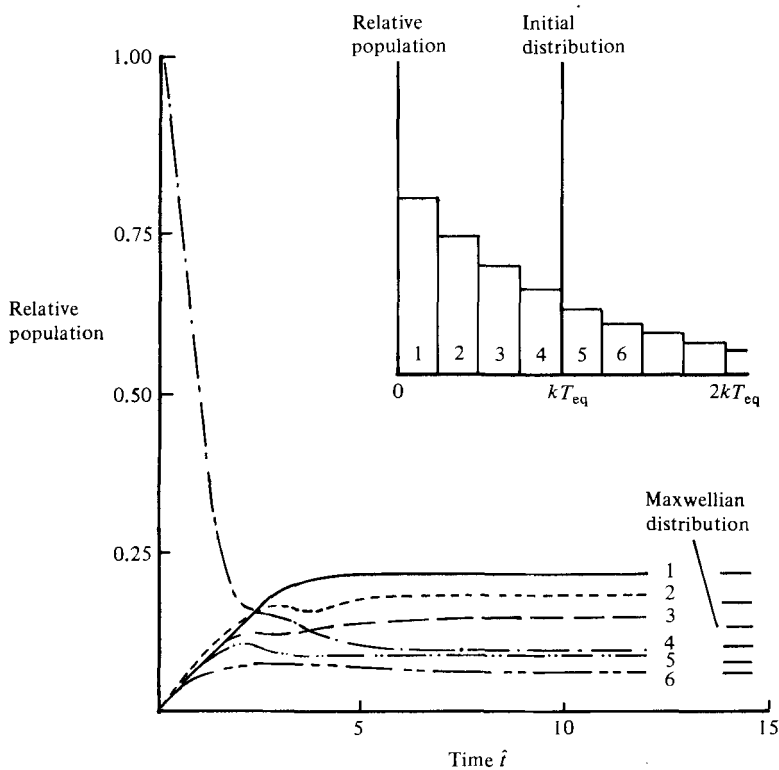 Relative
population
Initial
distribution
1.00
0.75
Relative
population
0.50
0.25
1
2
3
4
5
6
0
kT_eq
2kT_eq
Maxwellian
distribution
1
2
3
4
5
6
5
10
15
Time t̂